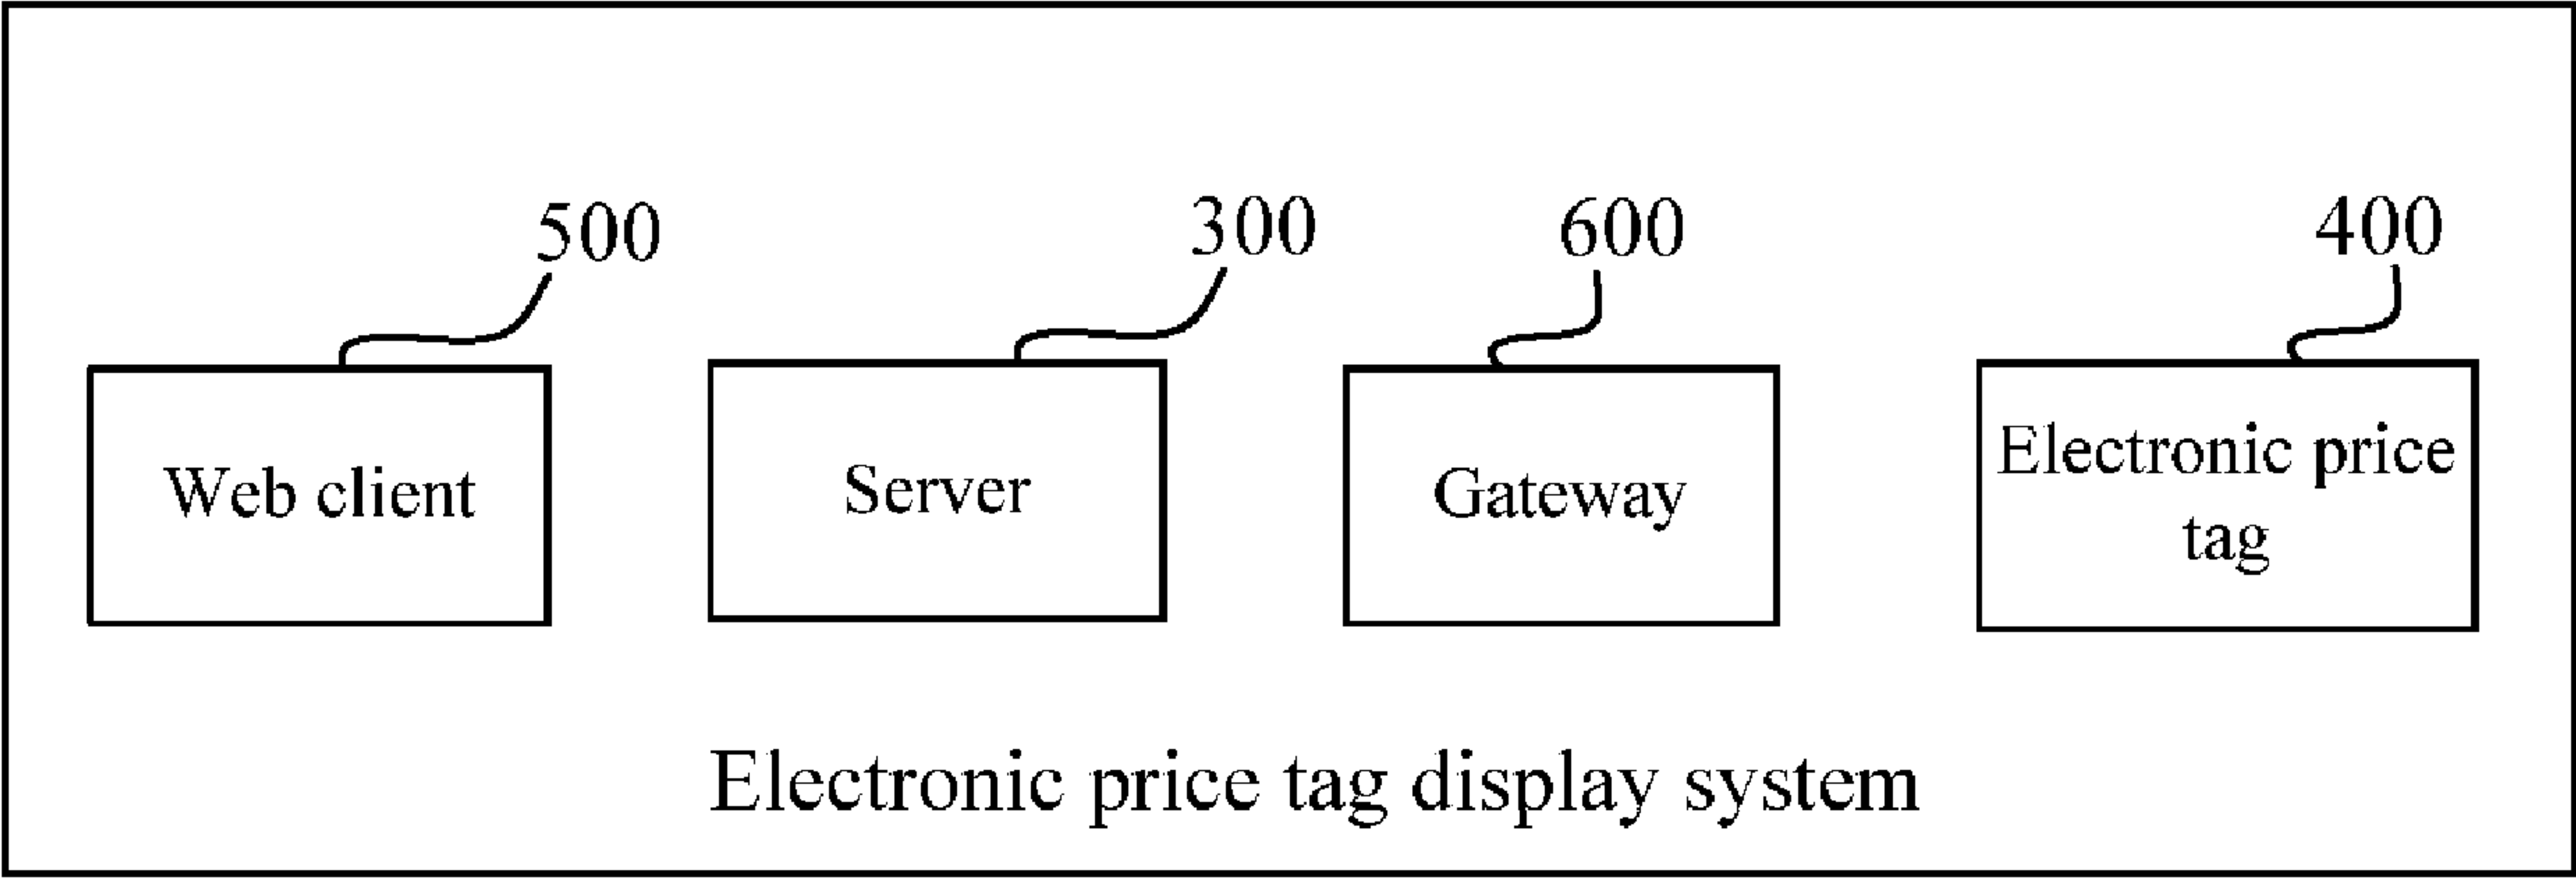 500
300
600
400
Web client
Server
Gateway
Electronic price
tag
Electronic price tag display system